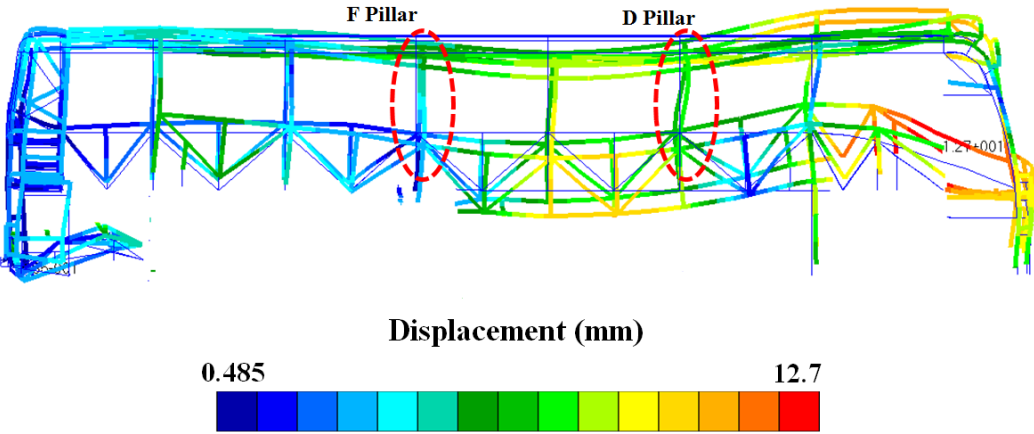 F Pillar
D Pillar
1.27+001
Displacement (mm)
0.485
12.7